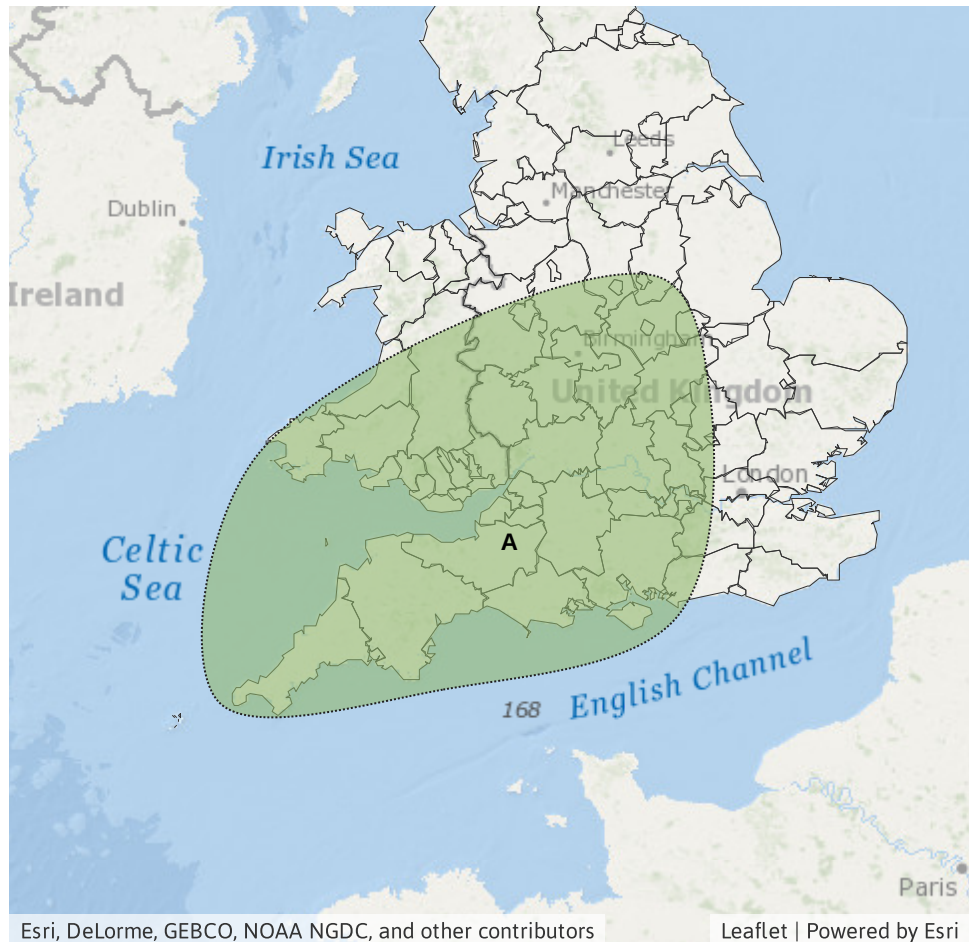 Leeds
Irish Sea
Manchester
Dublin
Ireland
Birmingham
United Kingdom
London
A
Celtic
Sea
English Channel
168
Paris
Esri, DeLorme, GEBCO, NOAA NGDC, and other contributors
Leaflet | Powered by Esri